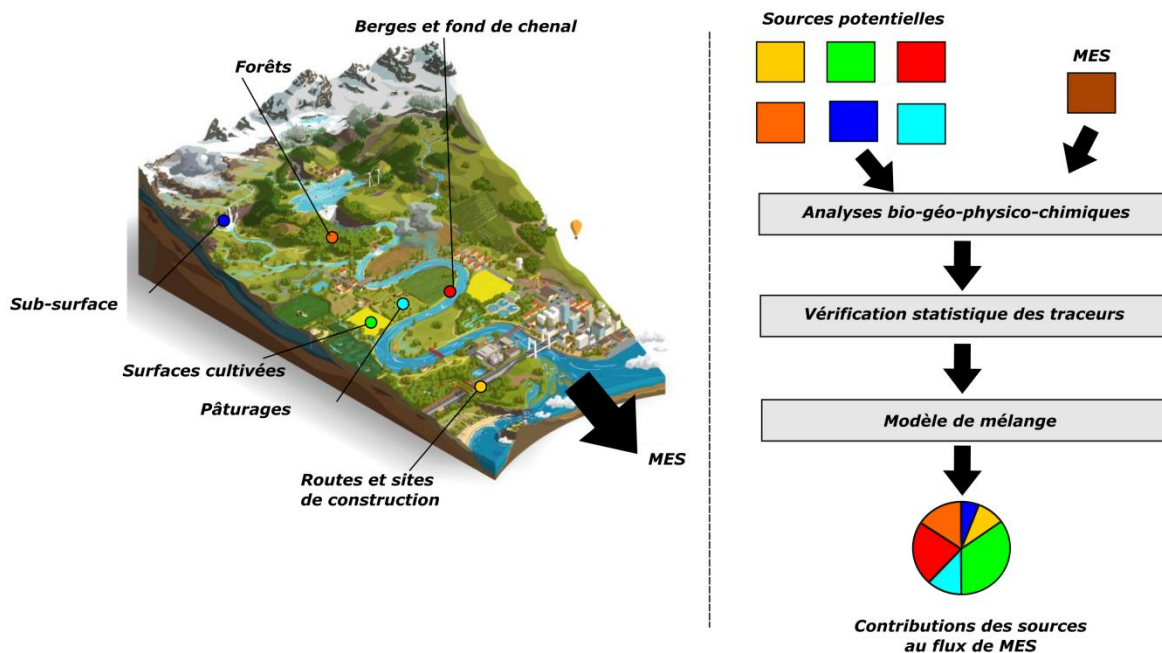 Berges et fond de chenal
Forêts
Sub-surface
Surfaces cultivées
Pâturages
Routes et sites
de construction
MES
Sources potentielles
MES
Analyses bio-géo-physico-chimiques
Vérification statistique des traceurs
Modèle de mélange
Contributions des sources
au flux de MES